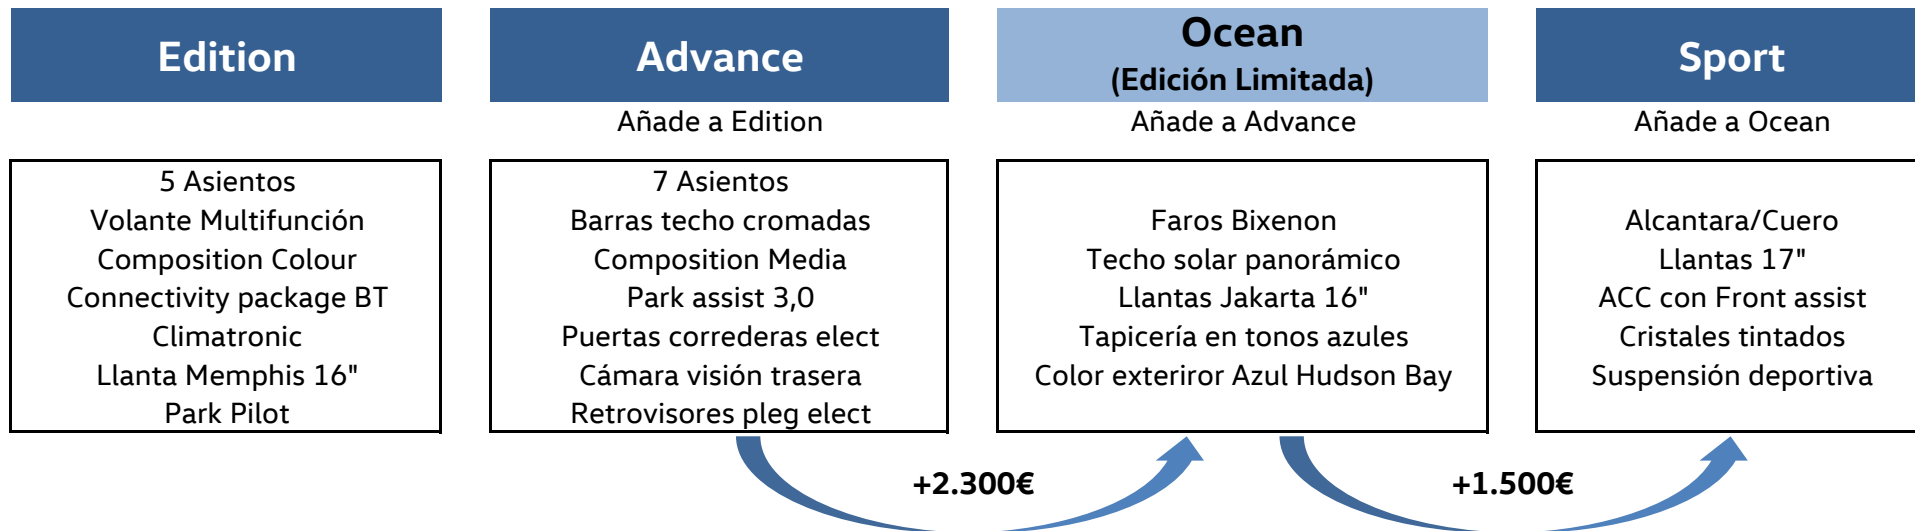 Edition
5 Asientos
Volante Multifunción
Composition Colour
Connectivity package BT
Climatronic
Llanta Memphis 16"
Park Pilot
Advance
Añade a Edition
7 Asientos
Barras techo cromadas
Composition Media
Park assist 3,0
Puertas correderas elect
Cámara visión trasera
Retrovisores pleg elect
Ocean
(Edición Limitada)
Añade a Advance
Faros Bixenon
Techo solar panorámico
Llantas Jakarta 16"
Tapicería en tonos azules
Color exteriror Azul Hudson Bay
Sport
Añade a Ocean
Alcantara/Cuero
Llantas 17"
ACC con Front assist
Cristales tintados
Suspensión deportiva
+2.300€
+1.500€